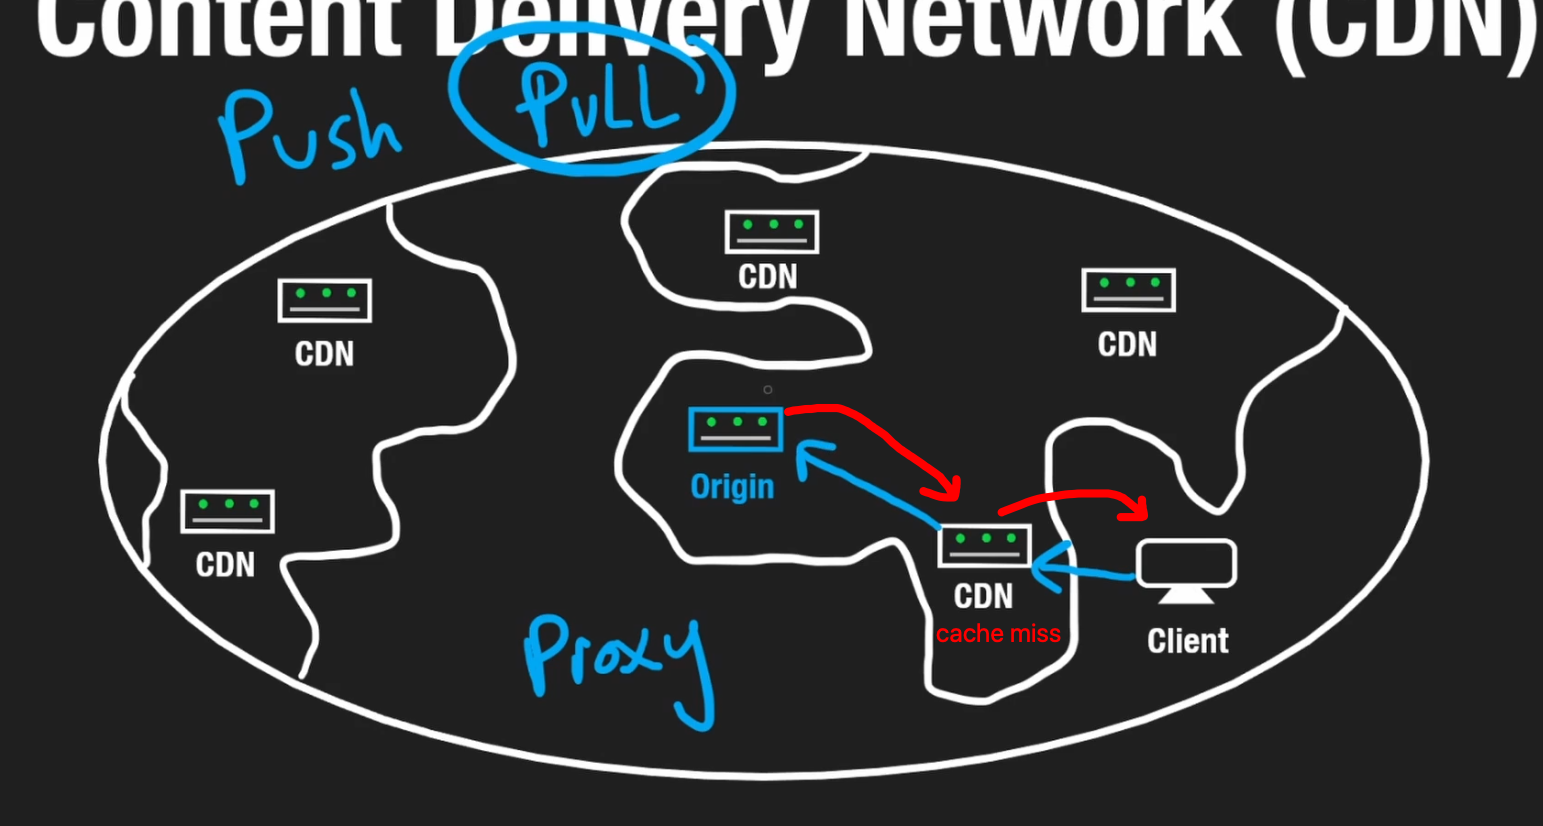 Content Delivery Network (CDN)
Push
PuLL
CDN
CDN
CDN
CDN
Origin
CDN
cache miss
Client
Proxy